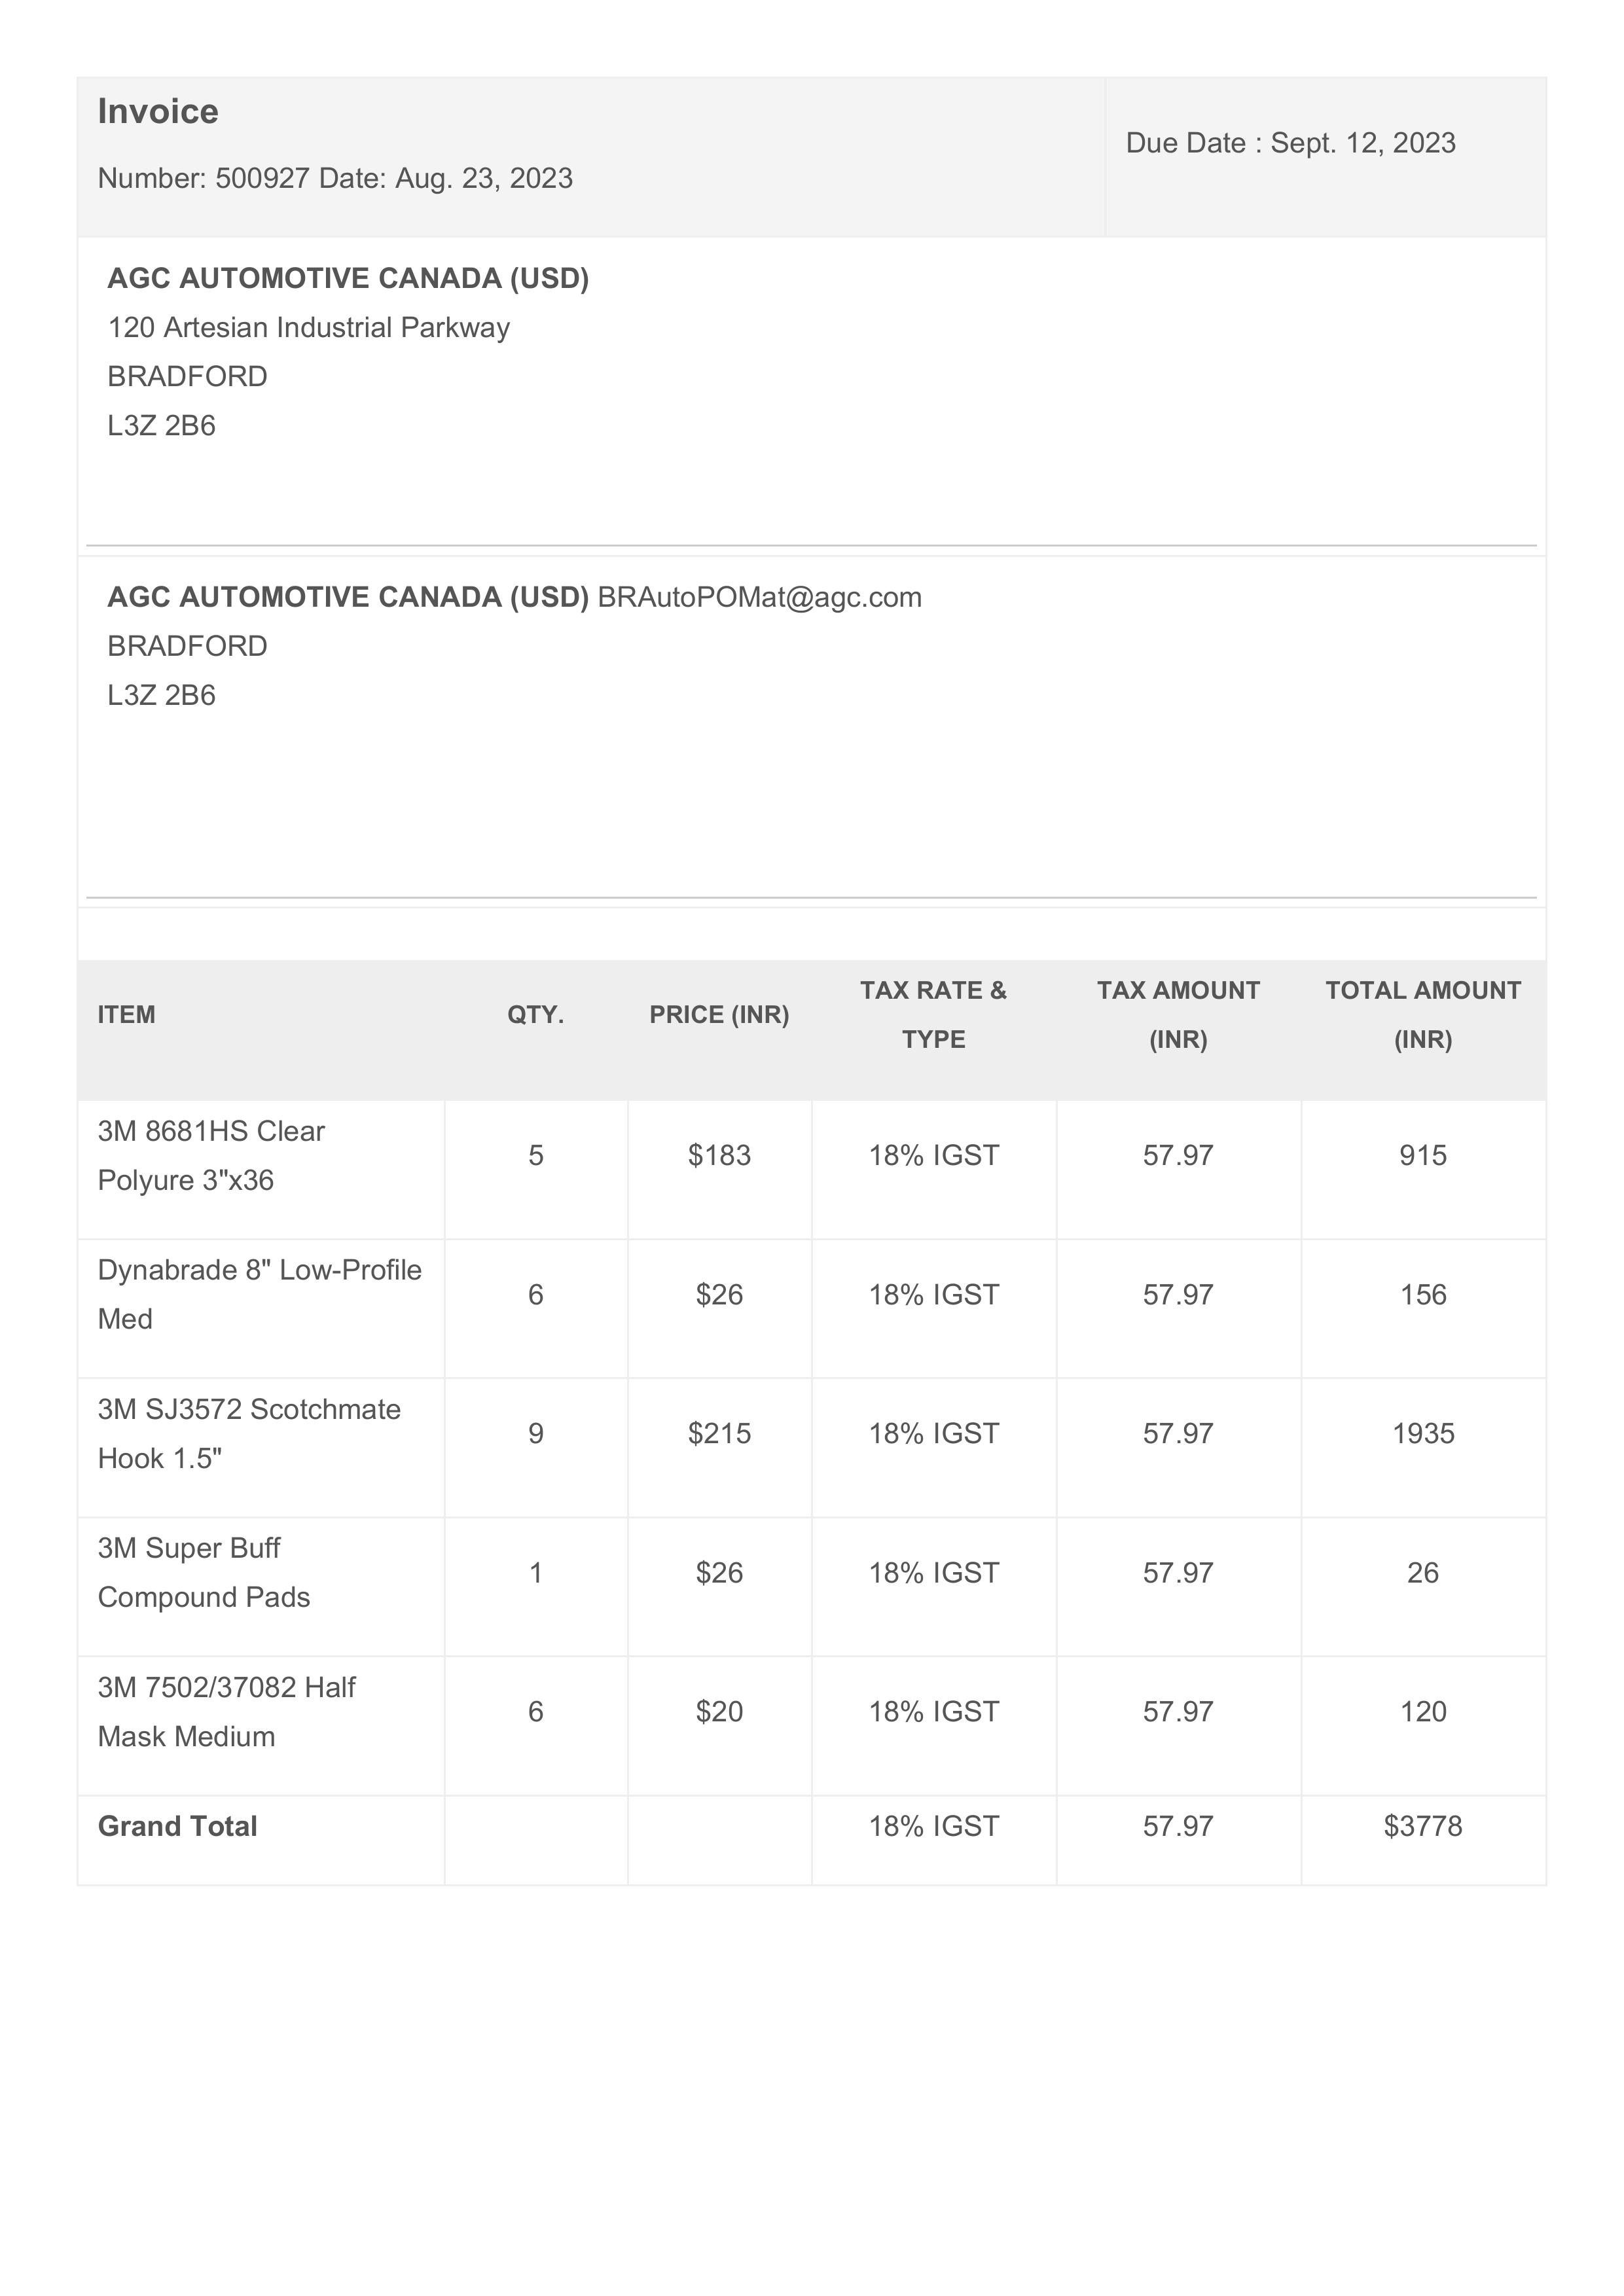 Invoice
Number: 500927 Date: Aug. 23, 2023
Due Date : Sept. 12, 2023
AGC AUTOMOTIVE CANADA (USD)
120 Artesian Industrial Parkway
BRADFORD
L3Z 2B6
AGC AUTOMOTIVE CANADA (USD) BRAutoPOMat@agc.com
BRADFORD
L3Z 2B6
ITEM QTY. PRICE (INR) TAX RATE & TYPE TAX AMOUNT (INR) TOTAL AMOUNT (INR)
3M 8681HS Clear
Polyure 3"x36
5 $183 18% IGST 57.97 915
Dynabrade 8" Low-Profile
Med
6 $26 18% IGST 57.97 156
3M SJ3572 Scotchmate
Hook 1.5"
9 $215 18% IGST 57.97 1935
3M Super Buff
Compound Pads
1 $26 18% IGST 57.97 26
3M 7502/37082 Half
Mask Medium
6 $20 18% IGST 57.97 120
Grand Total 18% IGST 57.97 $3778